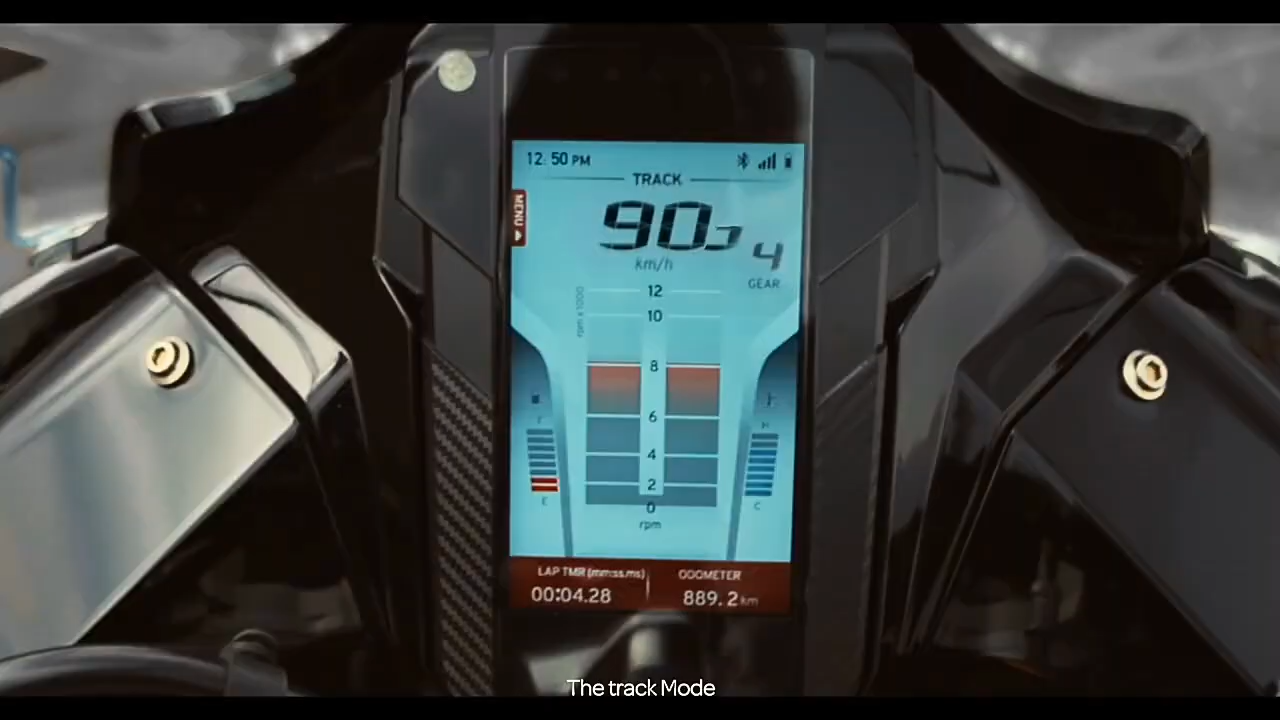 12:50 PM
TRACK
MENU
90
4
km/h
GEAR
rpm x1000
12
10
8
6
4
2
0
rpm
F
E
H
C
LAP TMR (mm:ss.ms)
ODOMETER
00:04.28
889.2 km
The track Mode